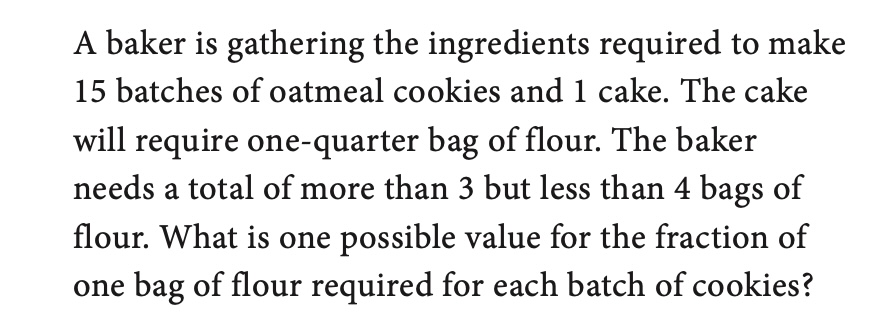 A baker is gathering the ingredients required to make
15 batches of oatmeal cookies and 1 cake. The cake
will require one-quarter bag of flour. The baker
needs a total of more than 3 but less than 4 bags of
flour. What is one possible value for the fraction of
one bag of flour required for each batch of cookies?